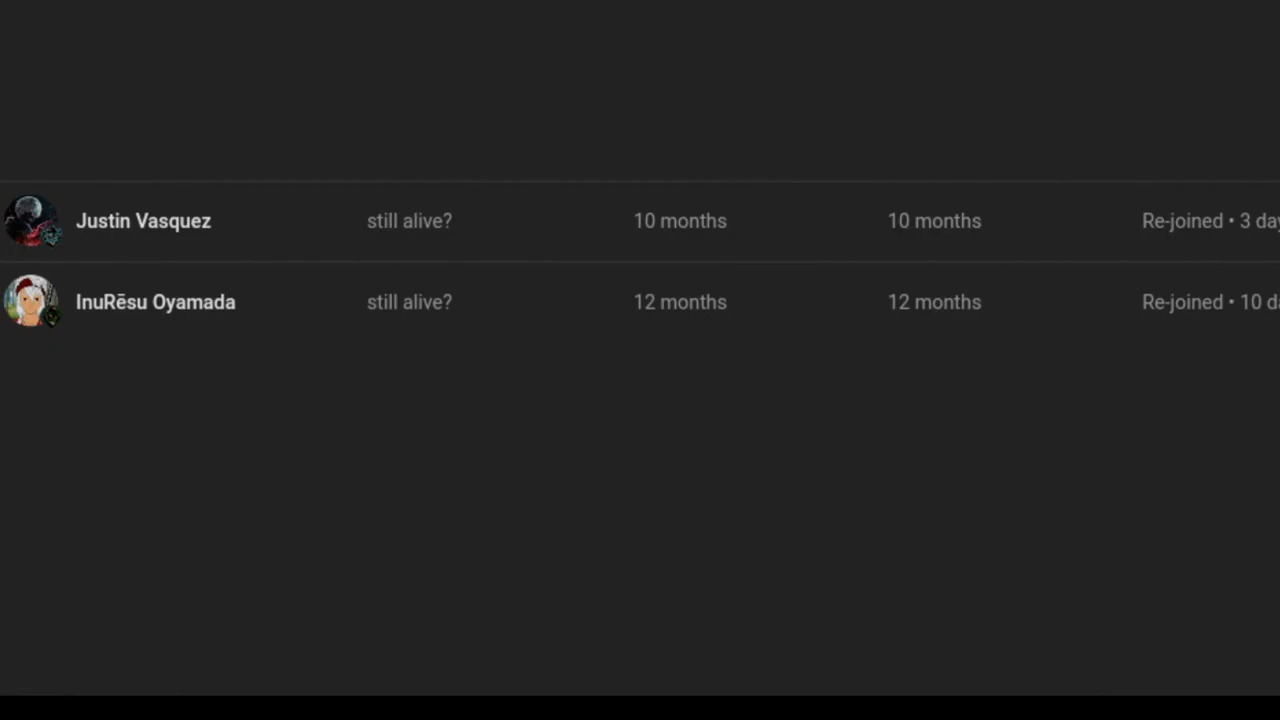 Justin Vasquez still alive? 10 months 10 months Re-joined • 3 day
InuRēsu Oyamada still alive? 12 months 12 months Re-joined • 10 d